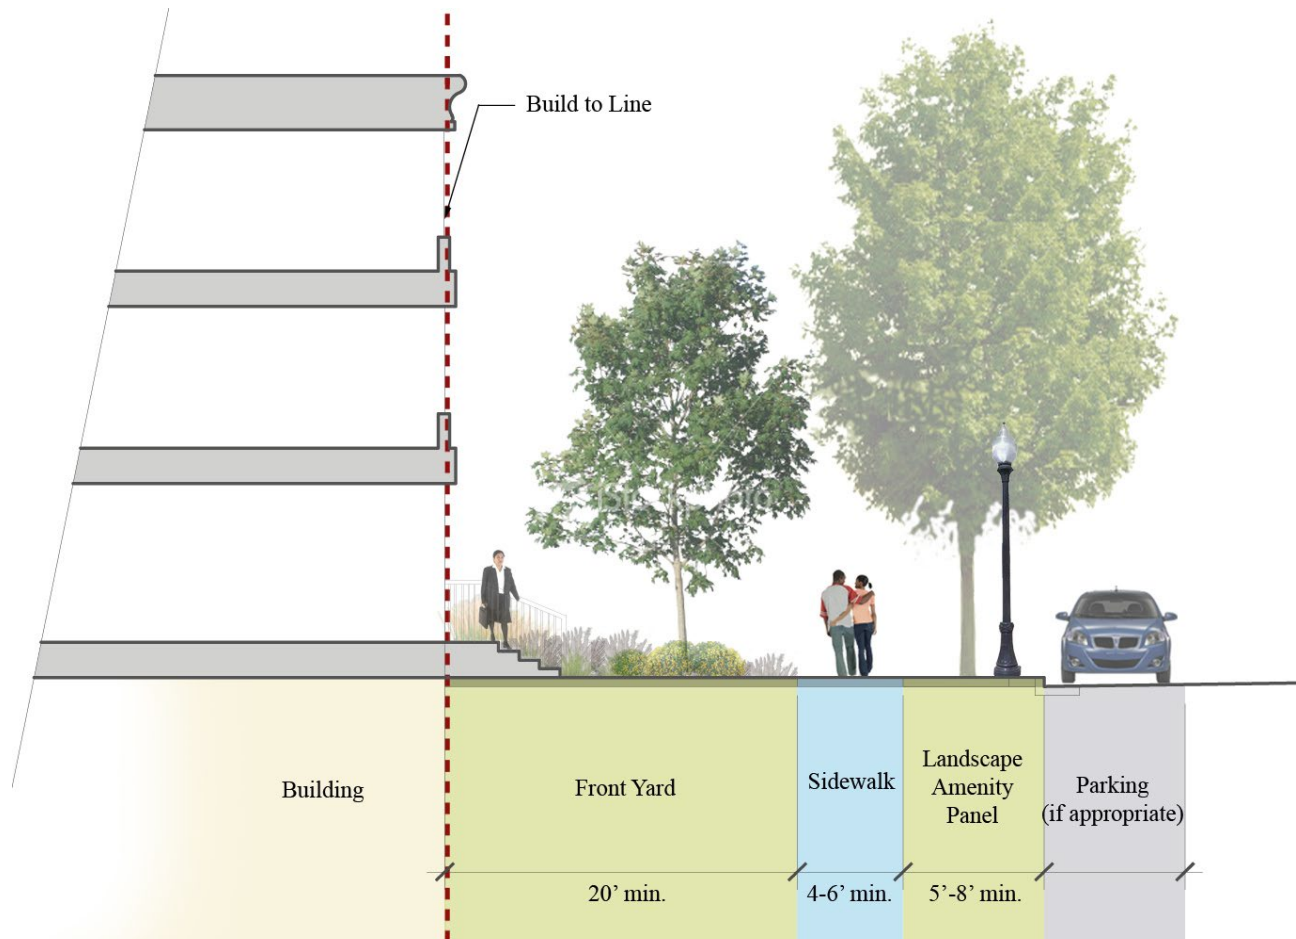 Build to Line
Building
Front Yard
Sidewalk
Landscape
Amenity
Panel
Parking
(if appropriate)
20’ min.
4-6’ min.
5’-8’ min.